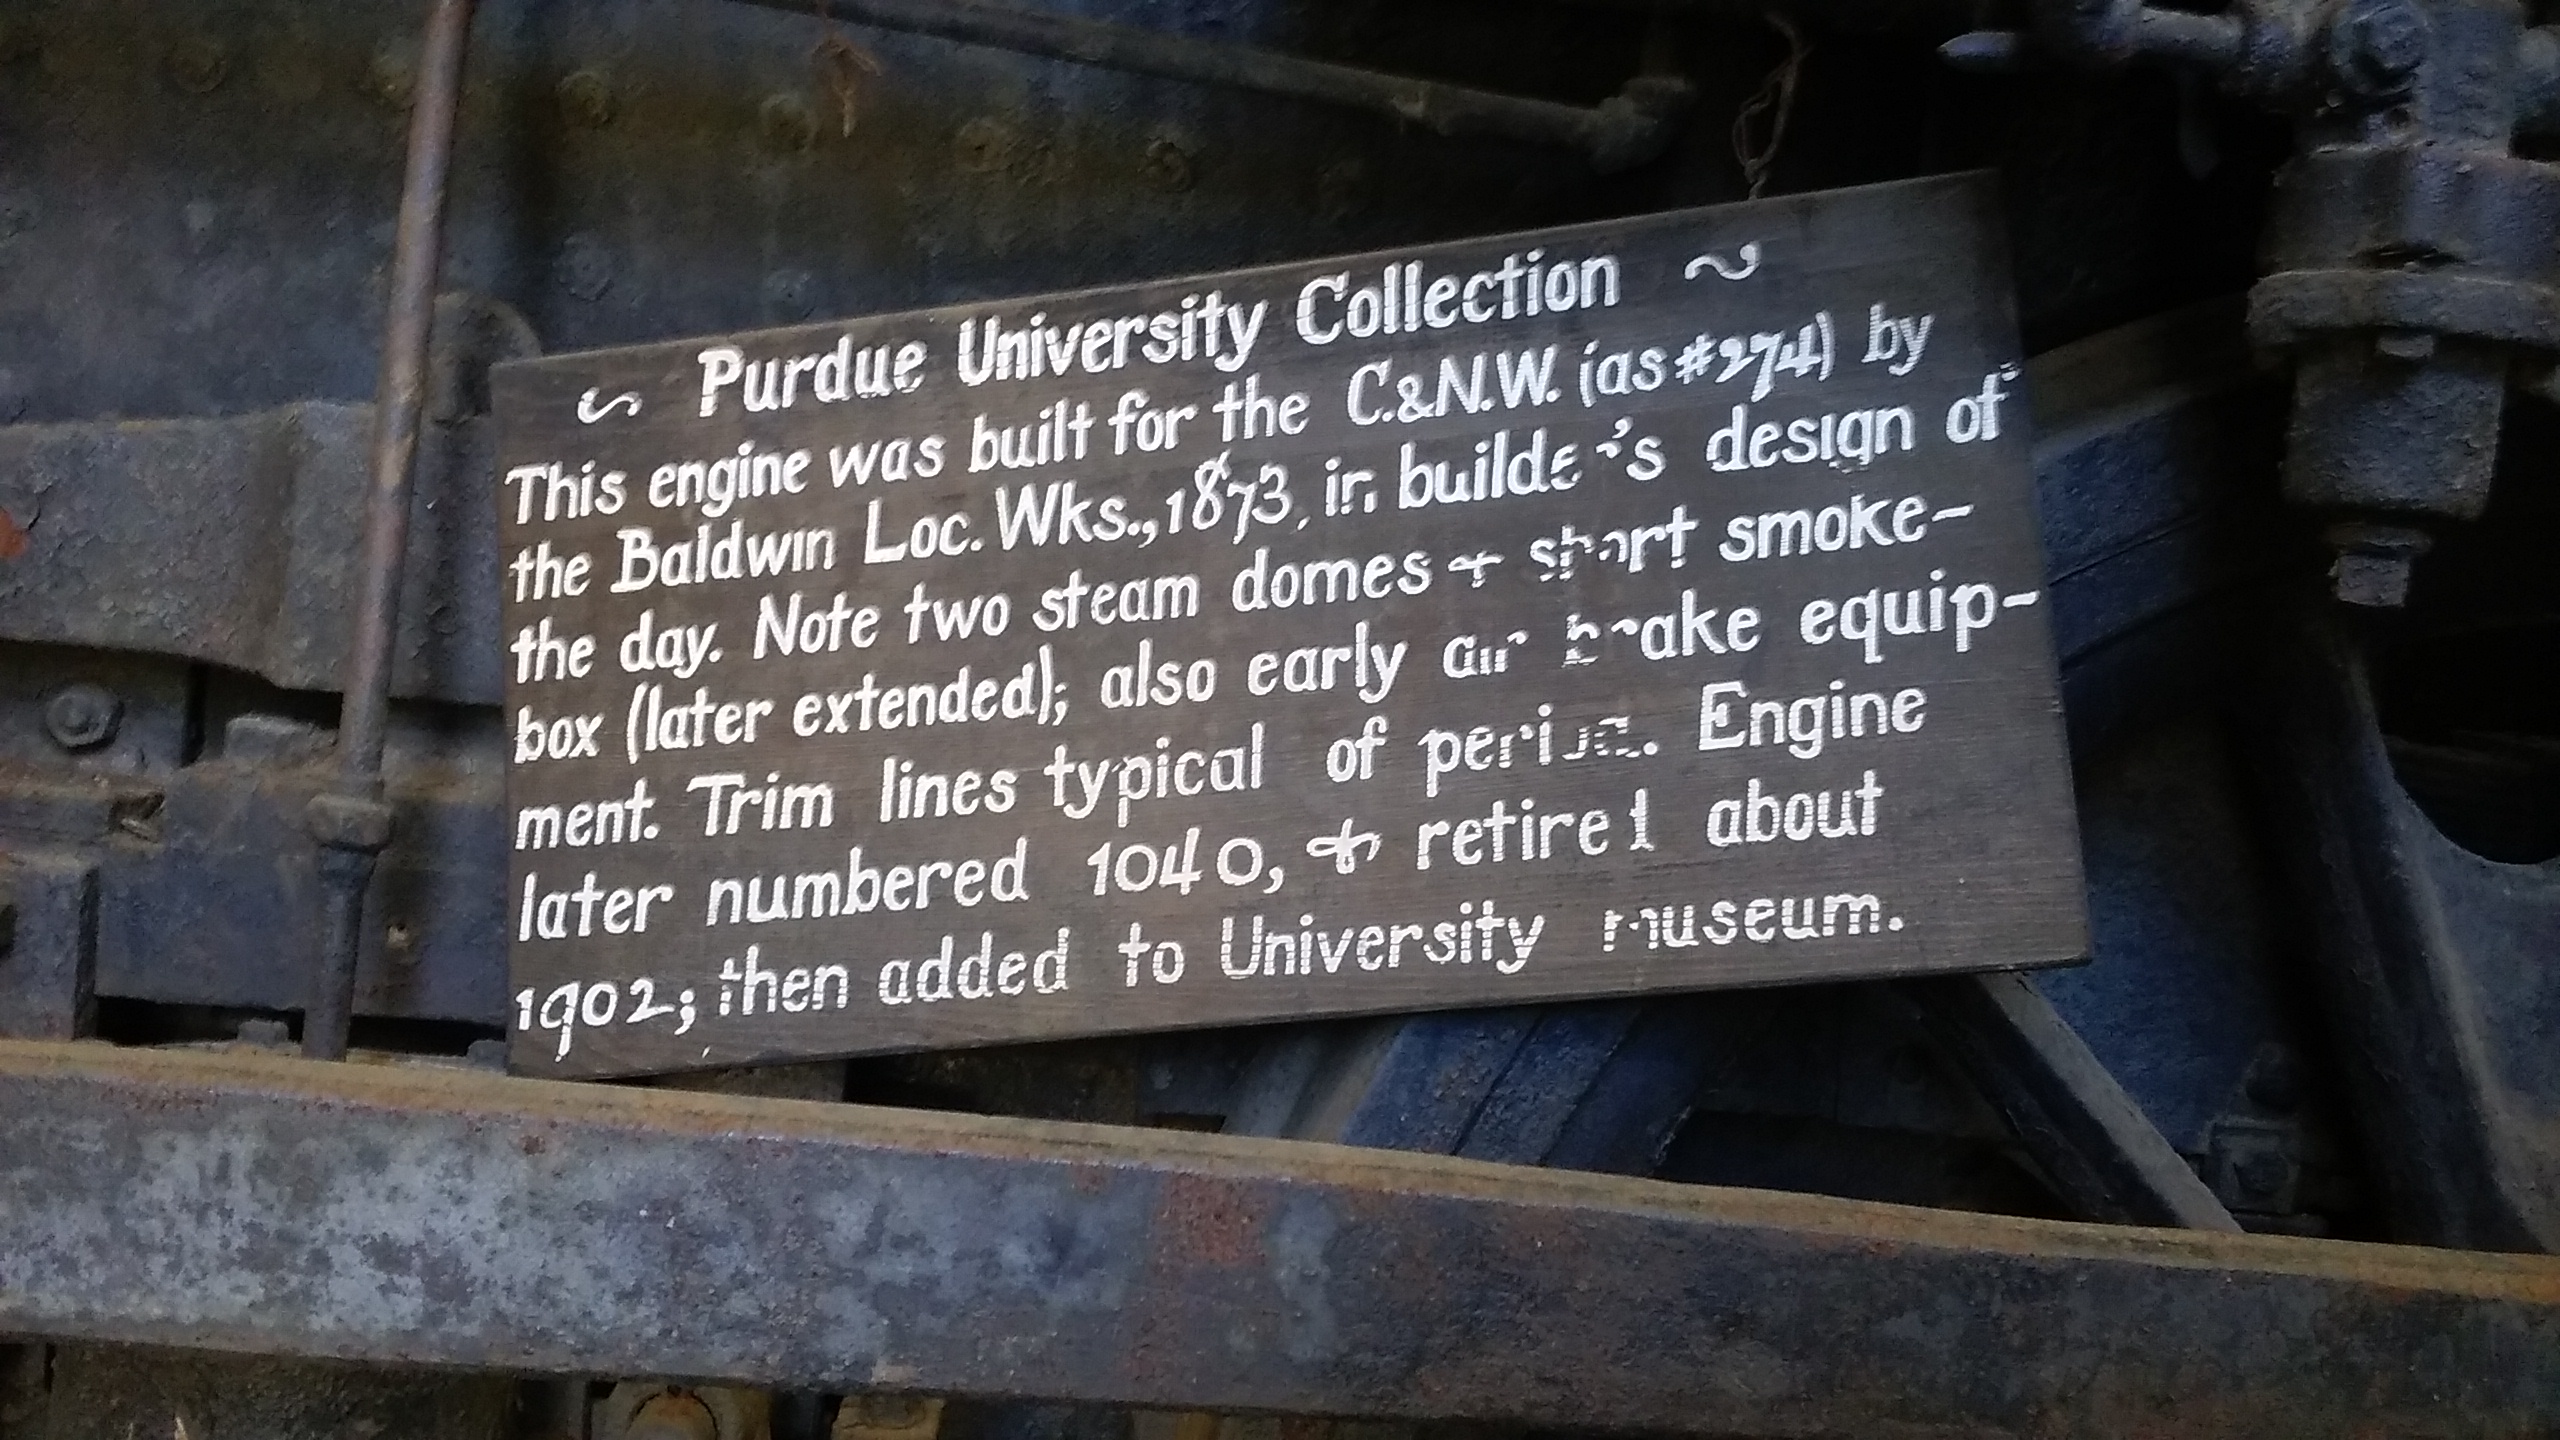 ~ Purdue University Collection ~
This engine was built for the C.&N.W. (as #274) by
the Baldwin Loc. Wks., 1873, in builder's design of
the day. Note two steam domes & short smoke-
box (later extended); also early air brake equip-
ment. Trim lines typical of period. Engine
later numbered 1040, & retired about
1902; then added to University museum.